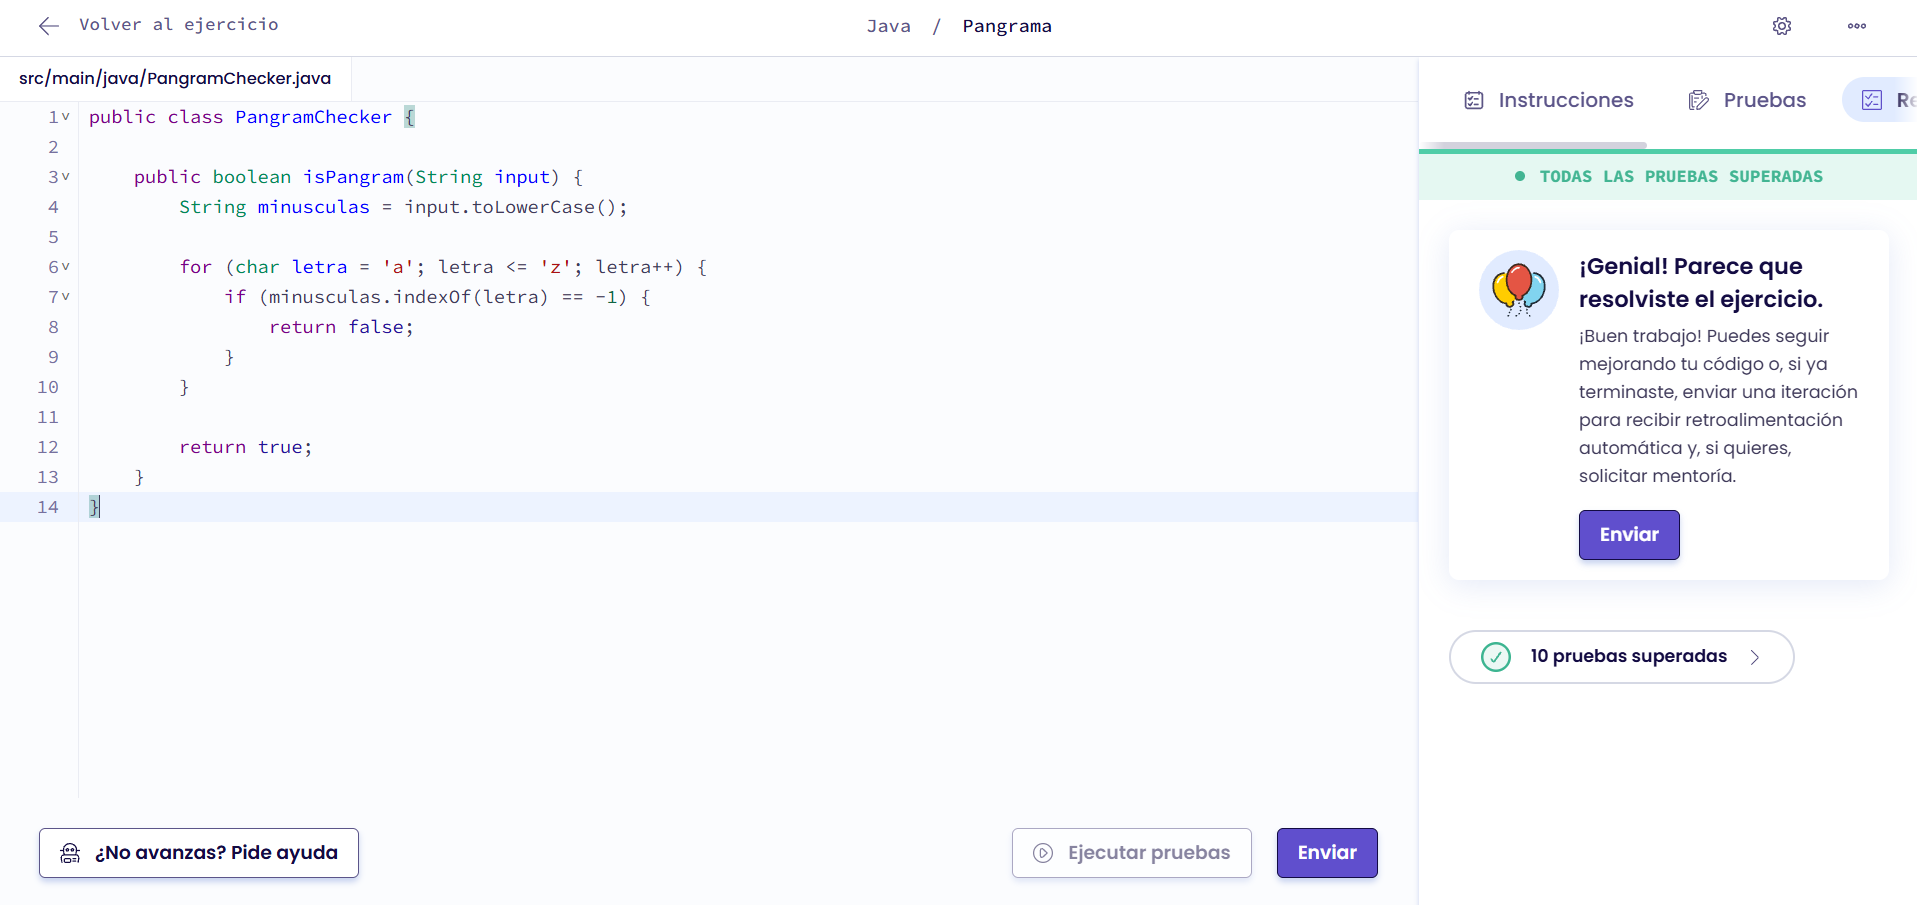 Volver al ejercicio
Java / Pangrama
src/main/java/PangramChecker.java
1 public class PangramChecker {
2
3     public boolean isPangram(String input) {
4         String minusculas = input.toLowerCase();
5
6         for (char letra = 'a'; letra <= 'z'; letra++) {
7             if (minusculas.indexOf(letra) == -1) {
8                 return false;
9             }
10         }
11
12         return true;
13     }
14 }
¿No avanzas? Pide ayuda
Ejecutar pruebas
Enviar
Instrucciones
Pruebas
TODAS LAS PRUEBAS SUPERADAS
¡Genial! Parece que
resolviste el ejercicio.
¡Buen trabajo! Puedes seguir
mejorando tu código o, si ya
terminaste, enviar una iteración
para recibir retroalimentación
automática y, si quieres,
solicitar mentoría.
Enviar
10 pruebas superadas